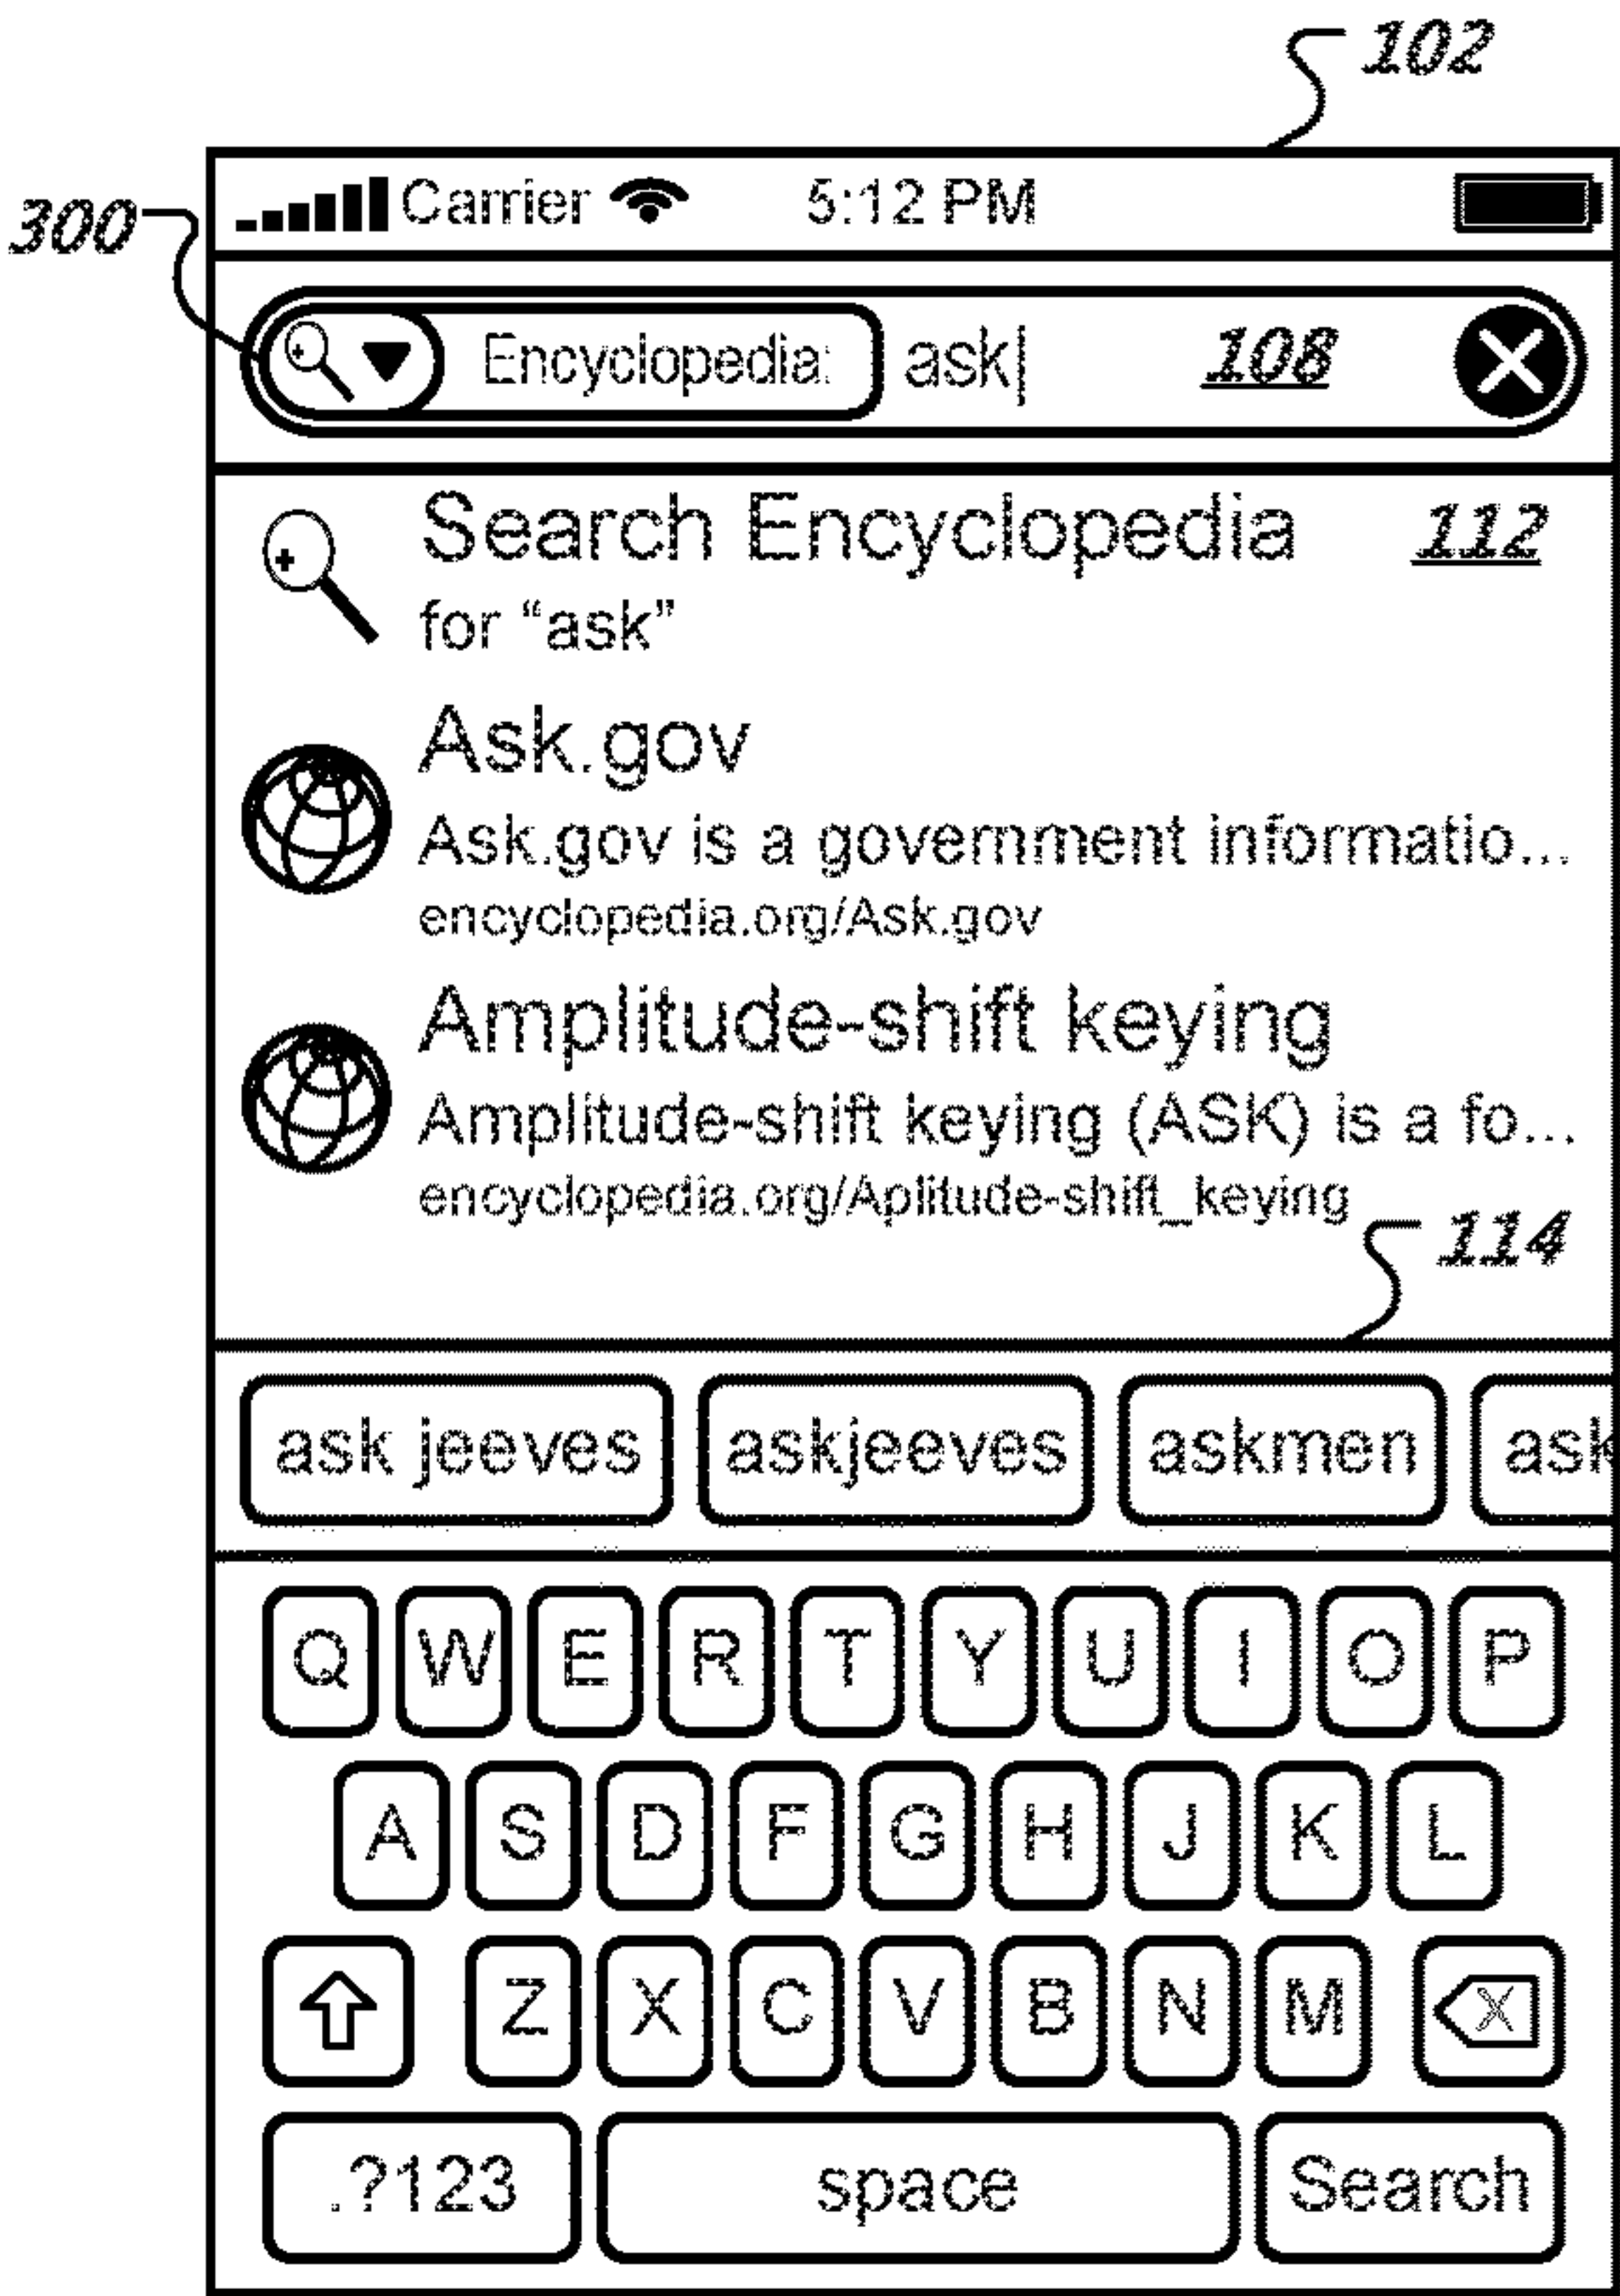 102
300
Carrier 5:12 PM
Encyclopedia: ask 108
Search Encyclopedia 112
for “ask”
Ask.gov
Ask.gov is a government informatio...
encyclopedia.org/Ask.gov
Amplitude-shift keying
Amplitude-shift keying (ASK) is a fo...
encyclopedia.org/Aplitude-shift_keying
114
ask jeeves askjeeves askmen ask
Q W E R T Y U I O P
A S D F G H J K L
Z X C V B N M X
.?123 space Search